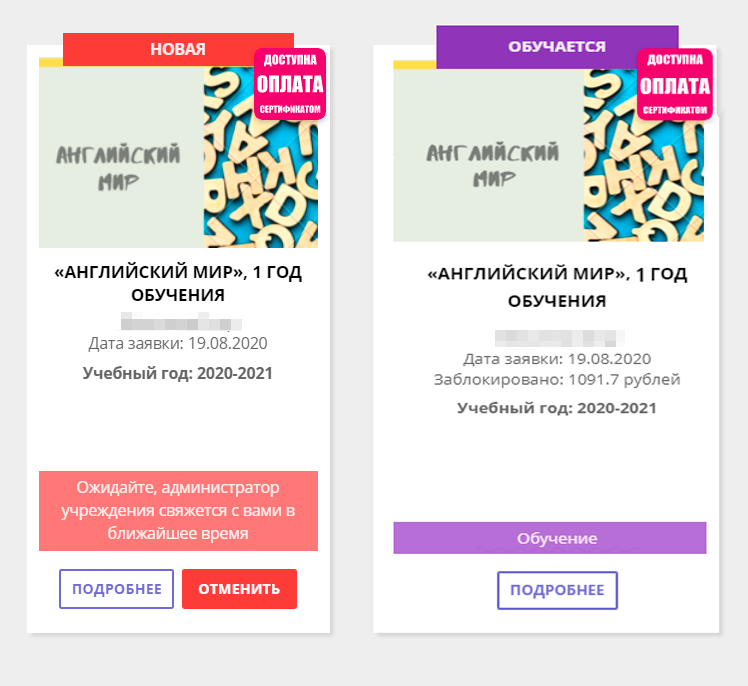 НОВАЯ
ДОСТУПНА
ОПЛАТА
СЕРТИФИКАТОМ
АНГЛИЙСКИЙ
МИР
«АНГЛИЙСКИЙ МИР», 1 ГОД
ОБУЧЕНИЯ
Дата заявки: 19.08.2020
Учебный год: 2020-2021
Ожидайте, администратор
учреждения свяжется с вами в
ближайшее время
ПОДРОБНЕЕ
ОТМЕНИТЬ
ОБУЧАЕТСЯ
ДОСТУПНА
ОПЛАТА
СЕРТИФИКАТОМ
АНГЛИЙСКИЙ
МИР
«АНГЛИЙСКИЙ МИР», 1 ГОД
ОБУЧЕНИЯ
Дата заявки: 19.08.2020
Заблокировано: 1091.7 рублей
Учебный год: 2020-2021
Обучение
ПОДРОБНЕЕ